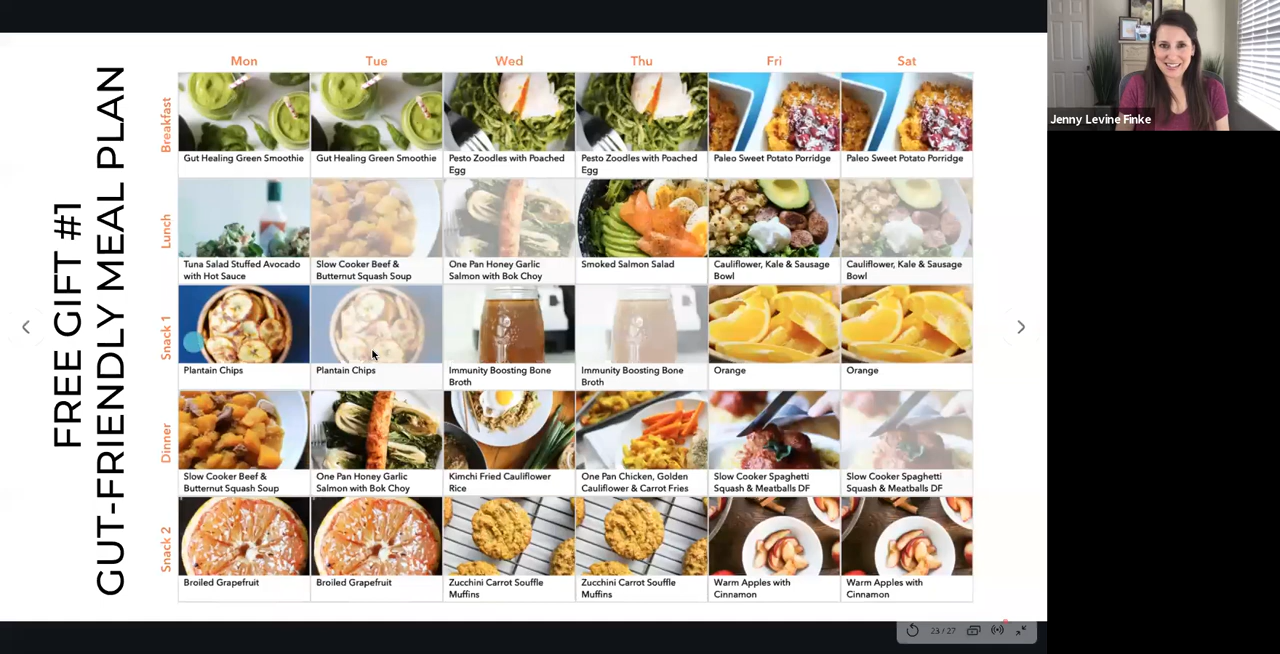 FREE GIFT #1
GUT-FRIENDLY MEAL PLAN
Mon Tue Wed Thu Fri Sat
Breakfast
Gut Healing Green Smoothie
Gut Healing Green Smoothie
Pesto Zoodles with Poached
Egg
Pesto Zoodles with Poached
Egg
Paleo Sweet Potato Porridge
Paleo Sweet Potato Porridge
Lunch
Tuna Salad Stuffed Avocado
with Hot Sauce
Slow Cooker Beef &
Butternut Squash Soup
One Pan Honey Garlic
Salmon with Bok Choy
Smoked Salmon Salad
Cauliflower, Kale & Sausage
Bowl
Cauliflower, Kale & Sausage
Bowl
Snack 1
Plantain Chips
Plantain Chips
Immunity Boosting Bone
Broth
Immunity Boosting Bone
Broth
Orange
Orange
Dinner
Slow Cooker Beef &
Butternut Squash Soup
One Pan Honey Garlic
Salmon with Bok Choy
Kimchi Fried Cauliflower
Rice
One Pan Chicken, Golden
Cauliflower & Carrot Fries
Slow Cooker Spaghetti
Squash & Meatballs DF
Slow Cooker Spaghetti
Squash & Meatballs DF
Snack 2
Broiled Grapefruit
Broiled Grapefruit
Zucchini Carrot Souffle
Muffins
Zucchini Carrot Souffle
Muffins
Warm Apples with
Cinnamon
Warm Apples with
Cinnamon
Jenny Levine Finke
23 / 27